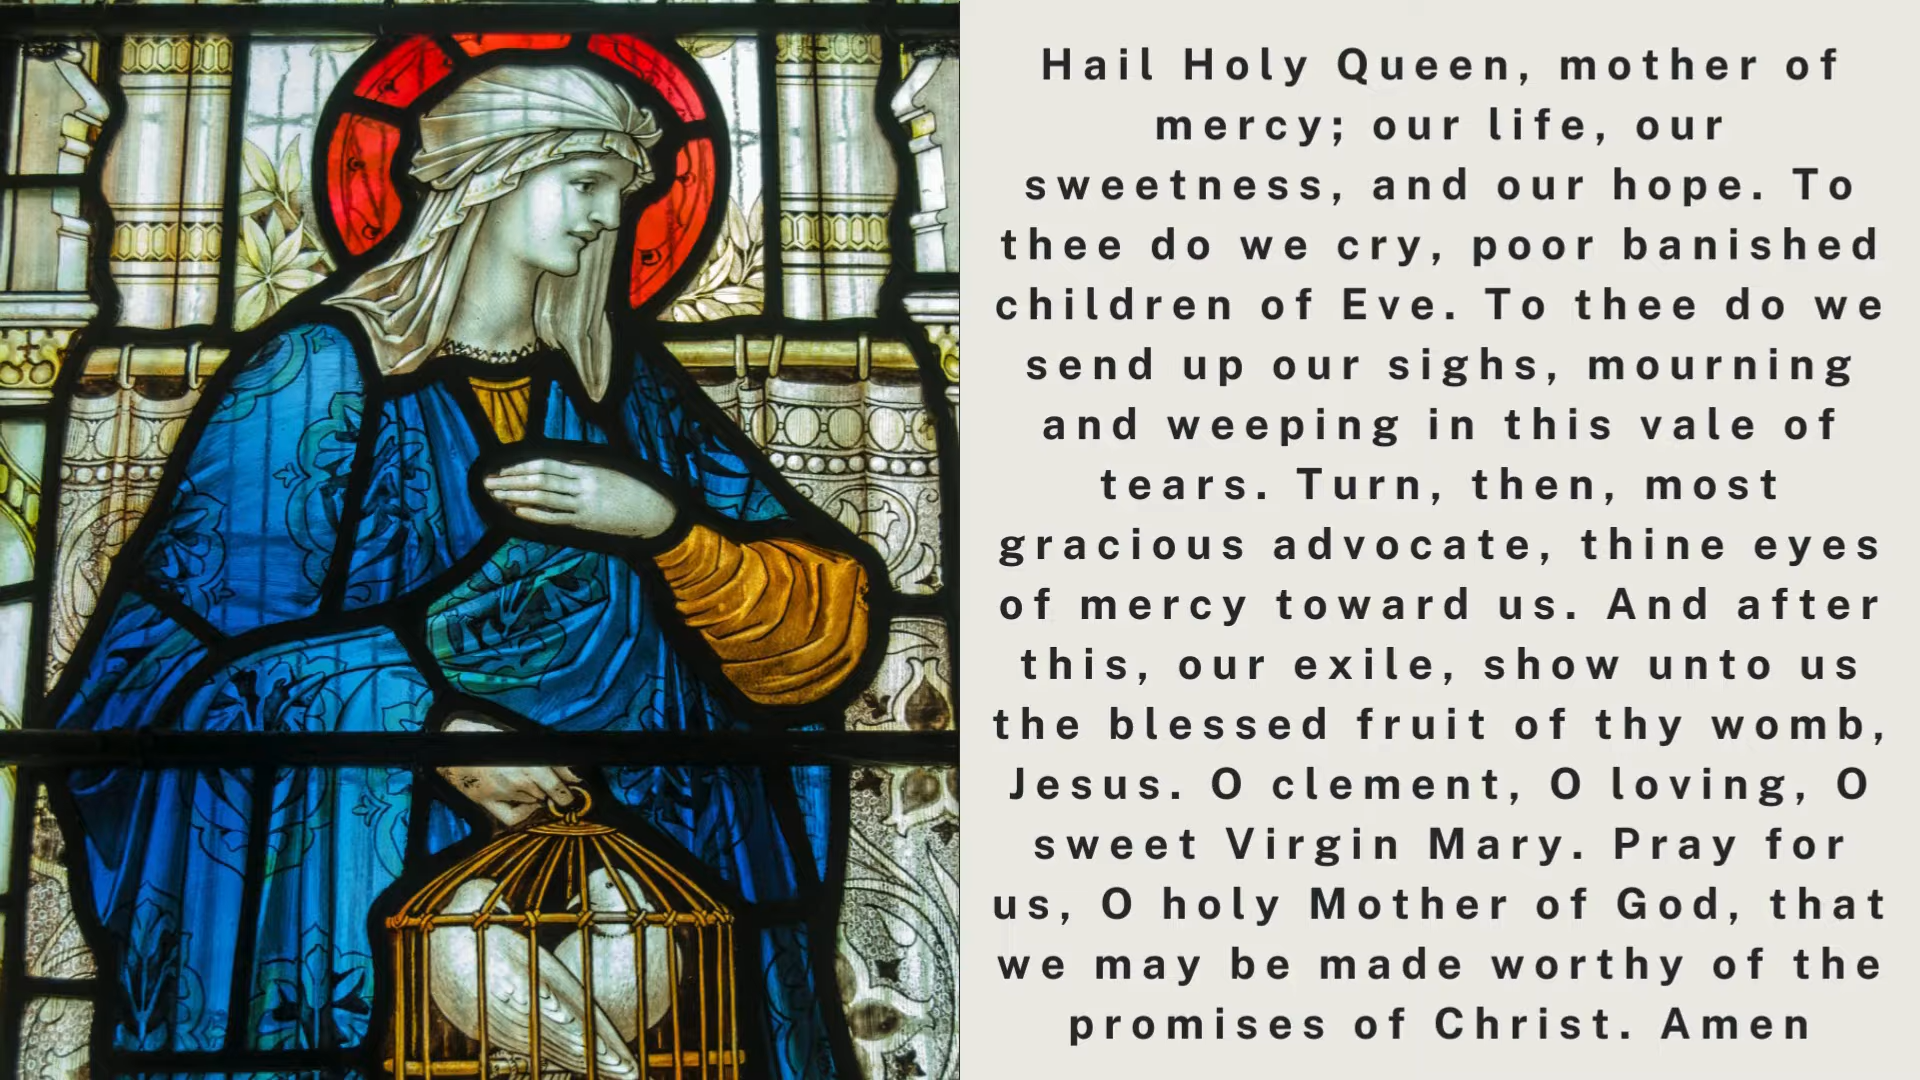 Hail Holy Queen, mother of
mercy; our life, our
sweetness, and our hope. To
thee do we cry, poor banished
children of Eve. To thee do we
send up our sighs, mourning
and weeping in this vale of
tears. Turn, then, most
gracious advocate, thine eyes
of mercy toward us. And after
this, our exile, show unto us
the blessed fruit of thy womb,
Jesus. O clement, O loving, O
sweet Virgin Mary. Pray for
us, O holy Mother of God, that
we may be made worthy of the
promises of Christ. Amen